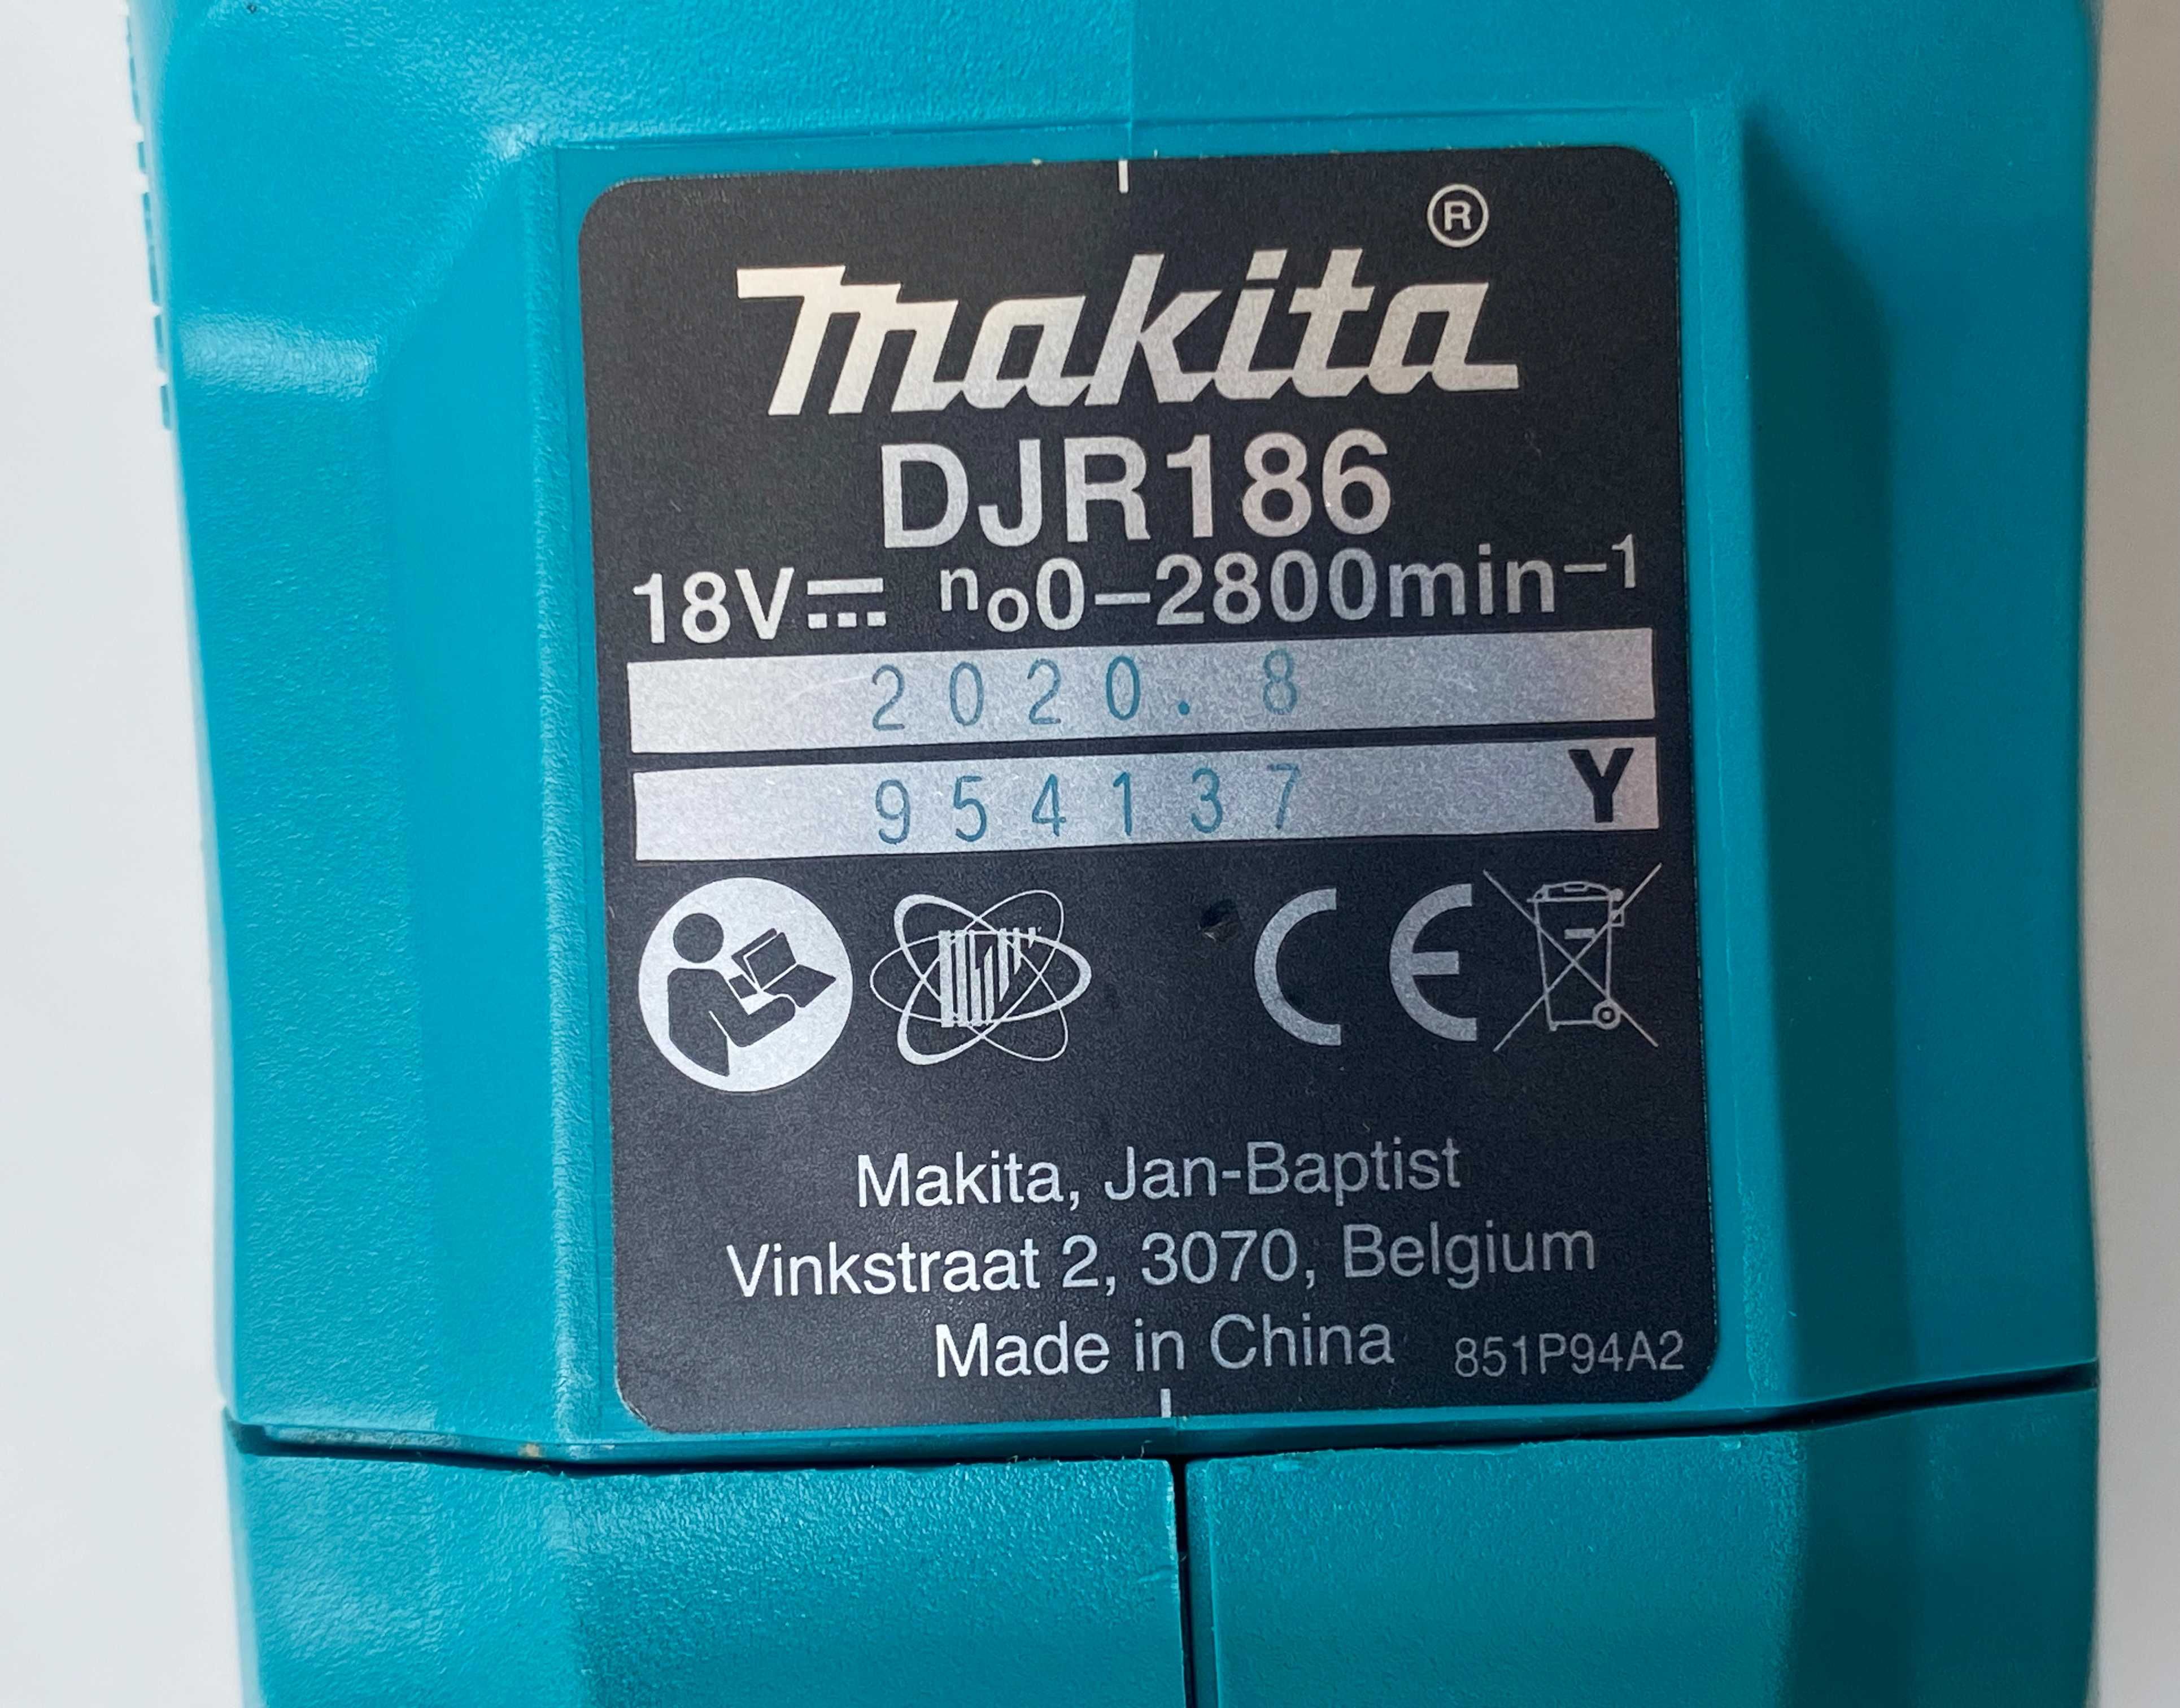 makita®
DJR186
18V⎓ no0–2800min–1
2020. 8
954137 Y
CE
Makita, Jan-Baptist
Vinkstraat 2, 3070, Belgium
Made in China 851P94A2